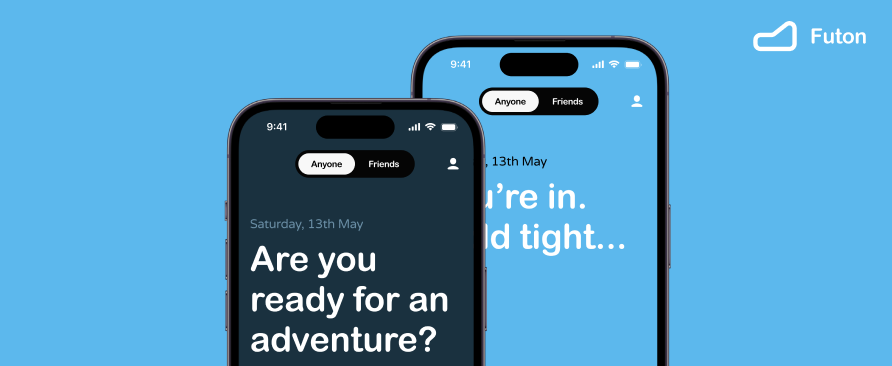 Futon
9:41
Anyone
Friends
, 13th May
u're in.
ld tight...
9:41
Anyone
Friends
Saturday, 13th May
Are you
ready for an
adventure?